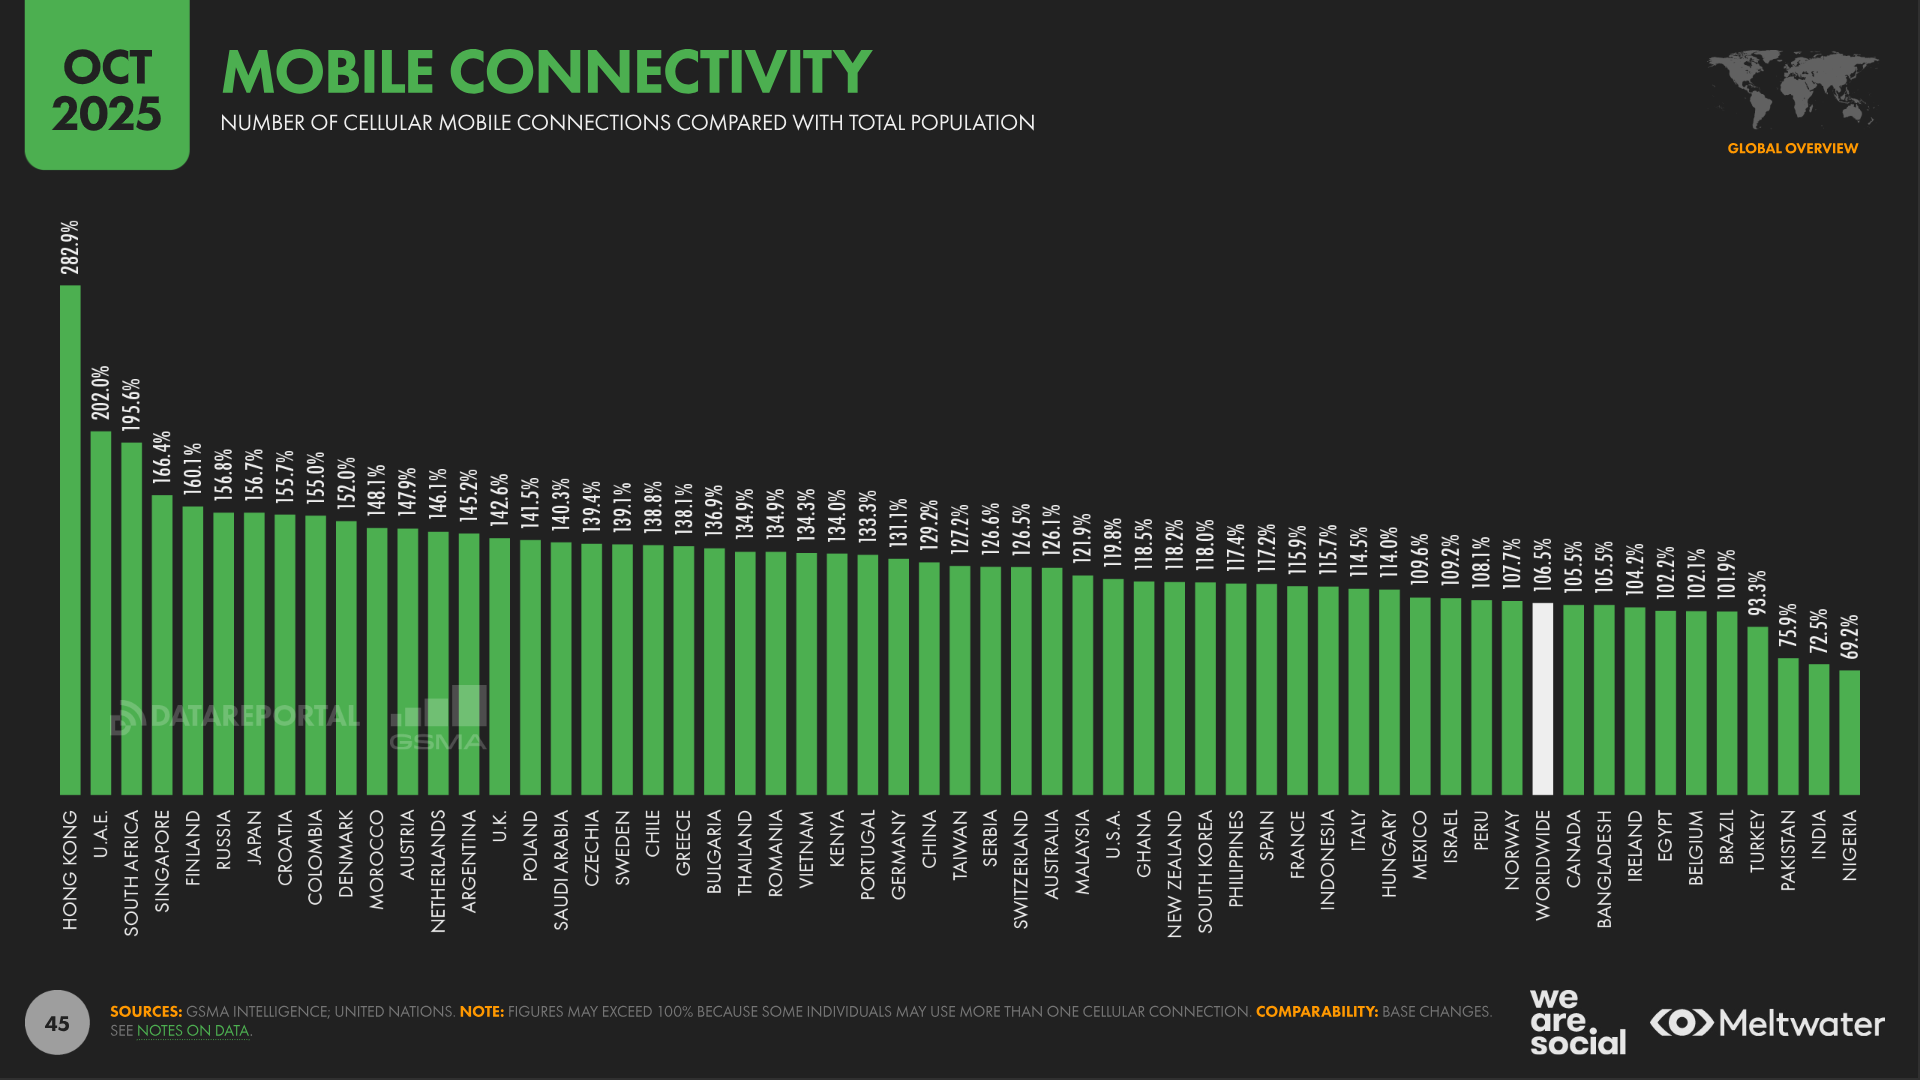 OCT
2025
MOBILE CONNECTIVITY
NUMBER OF CELLULAR MOBILE CONNECTIONS COMPARED WITH TOTAL POPULATION
GLOBAL OVERVIEW
282.9%
202.0%
195.6%
166.4%
160.1%
156.8%
156.7%
155.7%
155.0%
152.0%
148.1%
147.9%
146.1%
145.2%
142.6%
141.5%
140.3%
139.4%
139.1%
138.8%
138.1%
136.9%
134.9%
134.9%
134.3%
134.0%
133.3%
131.1%
129.2%
127.2%
126.6%
126.5%
126.1%
121.9%
119.8%
118.5%
118.2%
118.0%
117.4%
117.2%
115.9%
115.7%
114.5%
114.0%
109.6%
109.2%
108.1%
107.7%
106.5%
105.5%
105.5%
104.2%
102.2%
102.1%
101.9%
93.3%
75.9%
72.5%
69.2%
DATAREPORTAL
GSMA
HONG KONG
U.A.E.
SOUTH AFRICA
SINGAPORE
FINLAND
RUSSIA
JAPAN
CROATIA
COLOMBIA
DENMARK
MOROCCO
AUSTRIA
NETHERLANDS
ARGENTINA
U.K.
POLAND
SAUDI ARABIA
CZECHIA
SWEDEN
CHILE
GREECE
BULGARIA
THAILAND
ROMANIA
VIETNAM
KENYA
PORTUGAL
GERMANY
CHINA
TAIWAN
SERBIA
SWITZERLAND
AUSTRALIA
MALAYSIA
U.S.A.
GHANA
NEW ZEALAND
SOUTH KOREA
PHILIPPINES
SPAIN
FRANCE
INDONESIA
ITALY
HUNGARY
MEXICO
ISRAEL
PERU
NORWAY
WORLDWIDE
CANADA
BANGLADESH
IRELAND
EGYPT
BELGIUM
BRAZIL
TURKEY
PAKISTAN
INDIA
NIGERIA
45
SOURCES: GSMA INTELLIGENCE; UNITED NATIONS. NOTE: FIGURES MAY EXCEED 100% BECAUSE SOME INDIVIDUALS MAY USE MORE THAN ONE CELLULAR CONNECTION. COMPARABILITY: BASE CHANGES.
SEE NOTES ON DATA.
we
are.
social
Meltwater